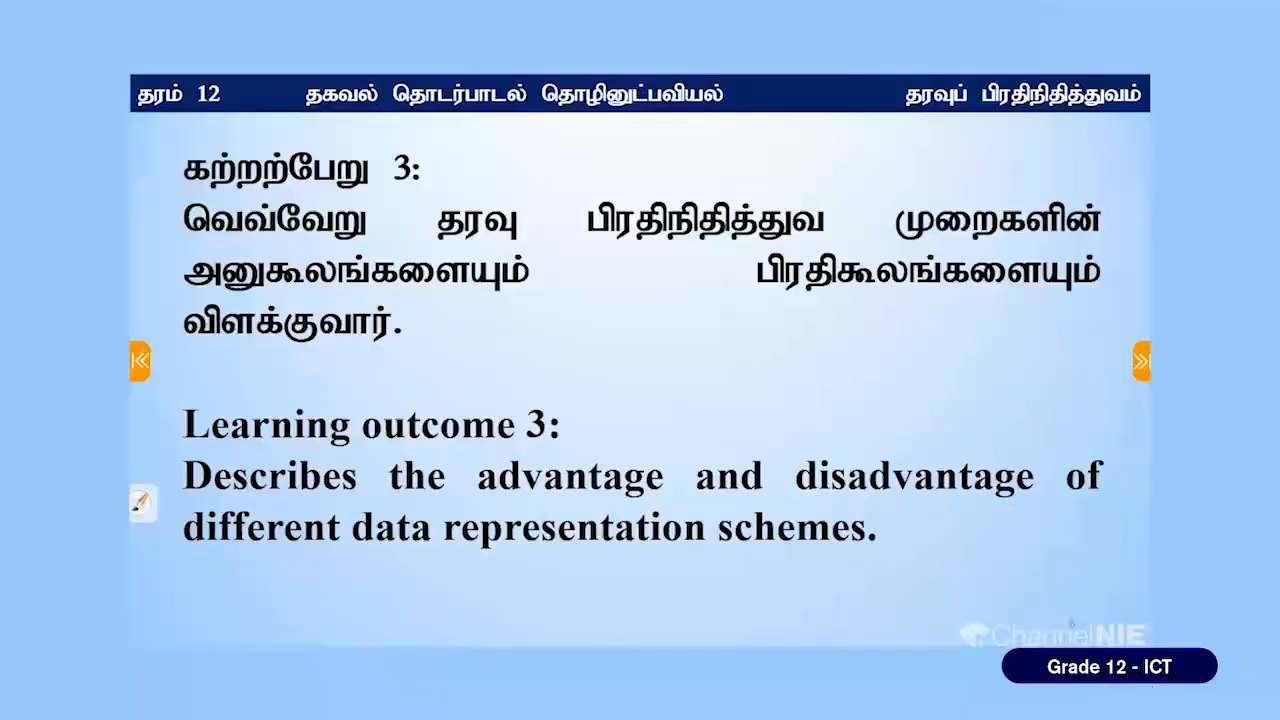 தரம் 12 தகவல் தொடர்பாடல் தொழினுட்பவியல் தரவுப் பிரதிநிதித்துவம்
கற்றற்பேறு 3:
வெவ்வேறு தரவு பிரதிநிதித்துவ முறைகளின்
அனுகூலங்களையும் பிரதிகூலங்களையும்
விளக்குவார்.
Learning outcome 3:
Describes the advantage and disadvantage of
different data representation schemes.
Channel NIE
Grade 12 - ICT